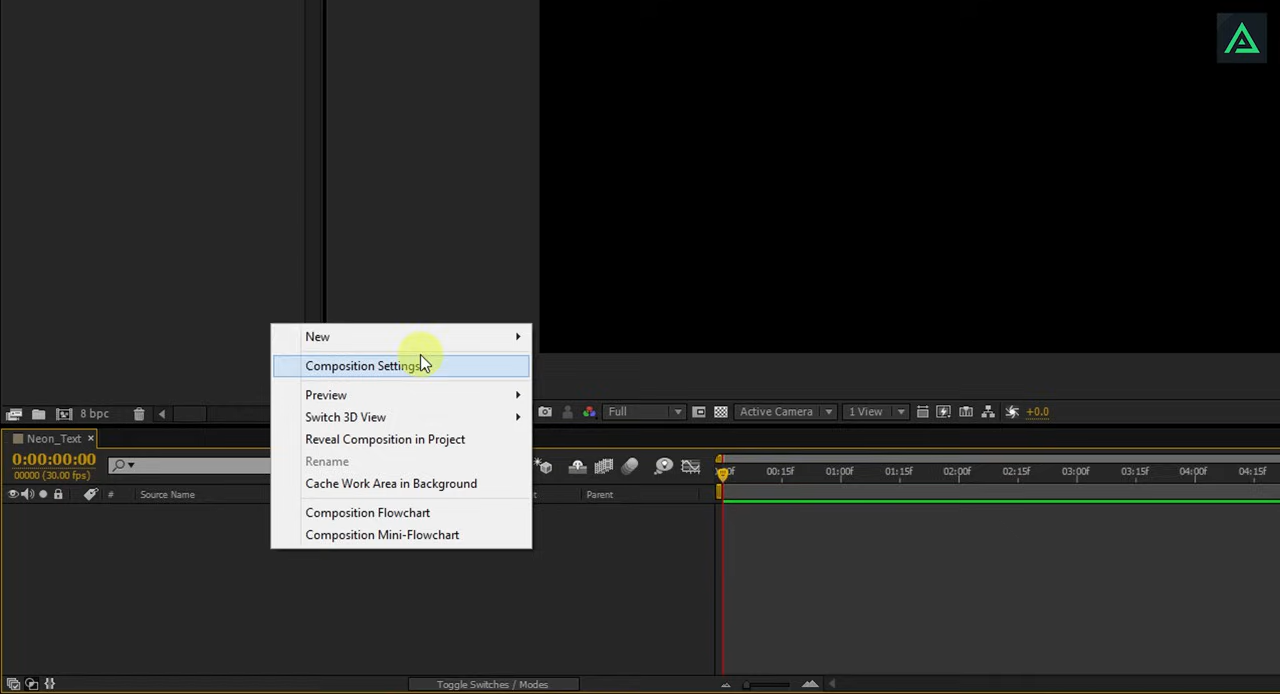 New
Composition Settings...
Preview
Switch 3D View
Reveal Composition in Project
Rename
Cache Work Area in Background
Composition Flowchart
Composition Mini-Flowchart
8 bpc
Full
Active Camera
1 View
+0.0
Neon_Text
0:00:00:00
00000 (30.00 fps)
00:15f 01:00f 01:15f 02:00f 02:15f 03:00f 03:15f 04:00f 04:15f
# Source Name
Parent
Toggle Switches / Modes